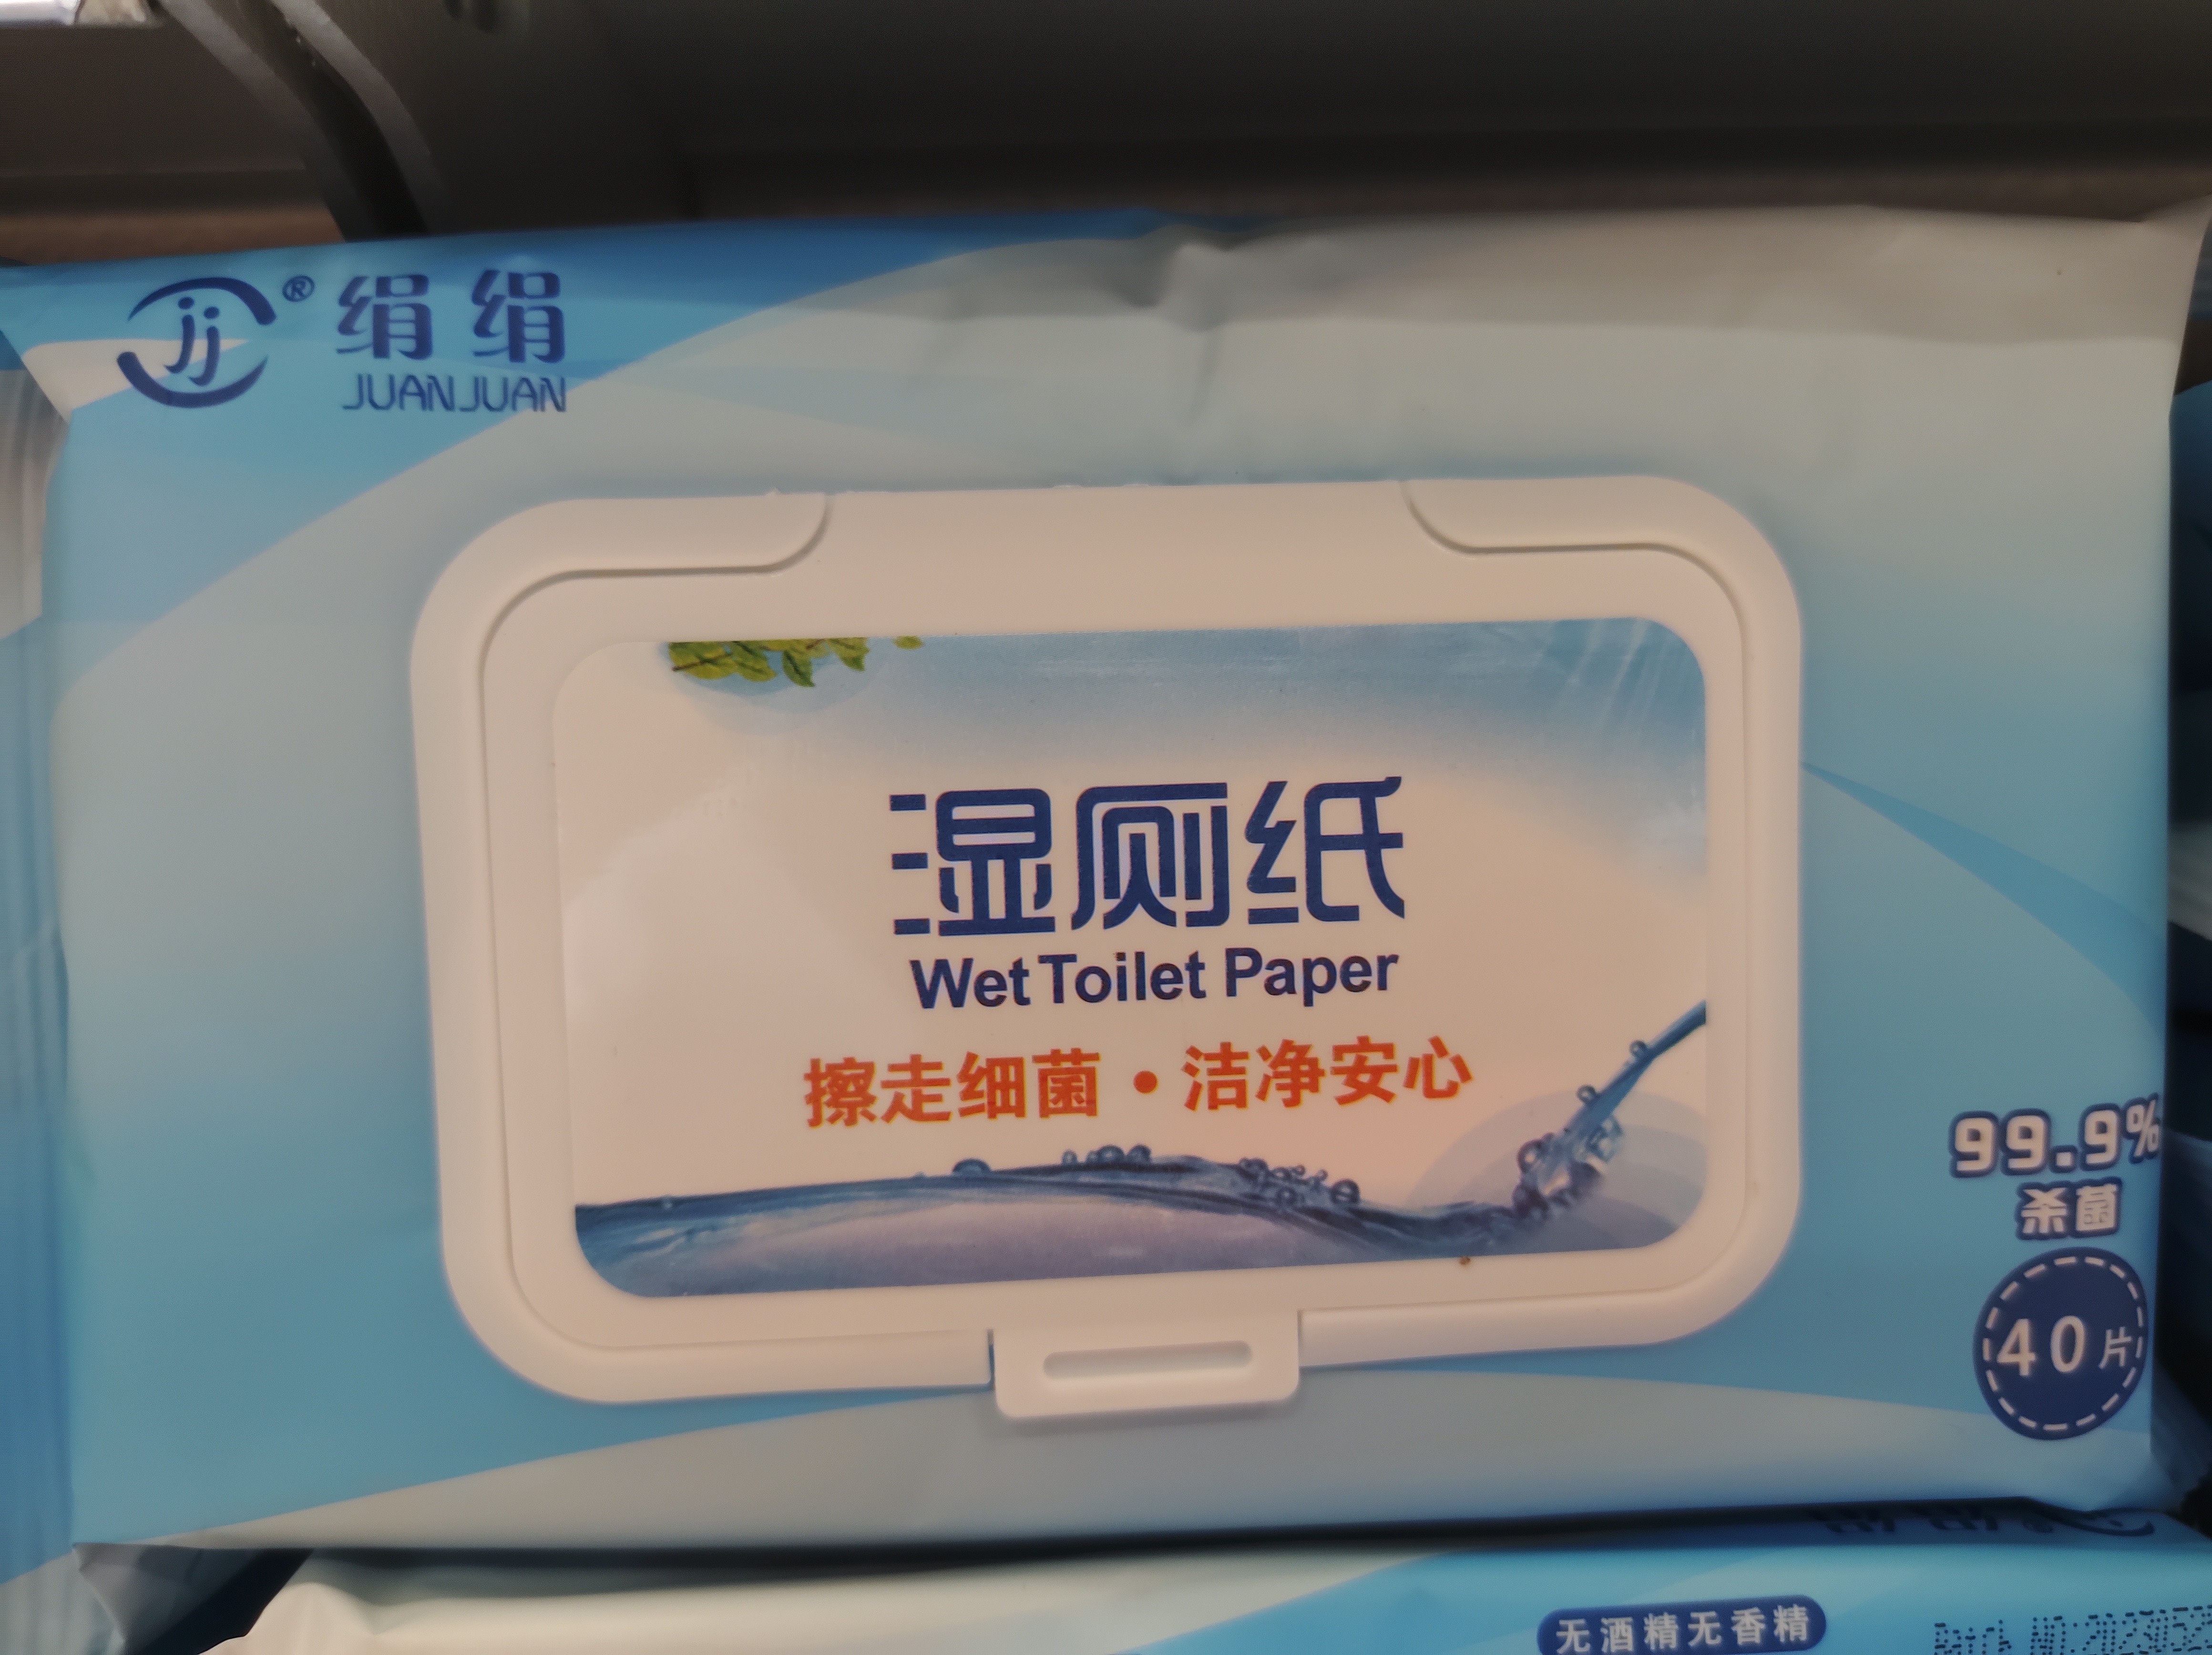 jj®
绢绢
JUANJUAN
湿厕纸
Wet Toilet Paper
擦走细菌·洁净安心
99.9%
杀菌
40片
无酒精无香精